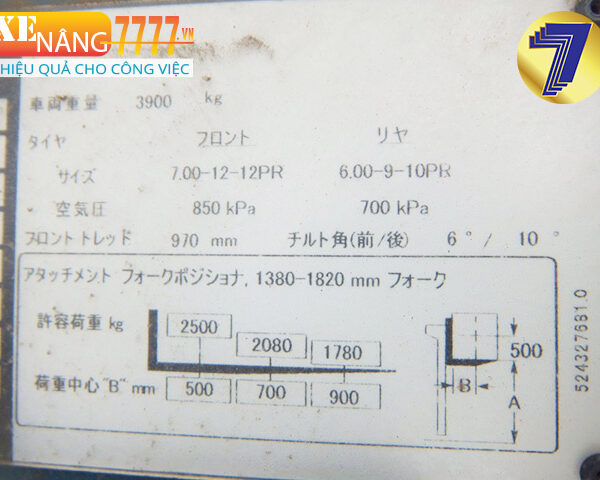 XE
NÂNG7777.VN
HIỆU QUẢ CHO CÔNG VIỆC
7
車両重量 3900 kg
タイヤ フロント リヤ
サイズ 7.00-12-12PR 6.00-9-10PR
空気圧 850 kPa 700 kPa
フロント トレッド 970 mm チルト角(前/後) 6°/ 10°
アタッチメント フォークポジショナ, 1380-1820 mm フォーク
許容荷重 kg 2500 2080 1780
荷重中心 "B" mm 500 700 900
500
B
A
524327681.0